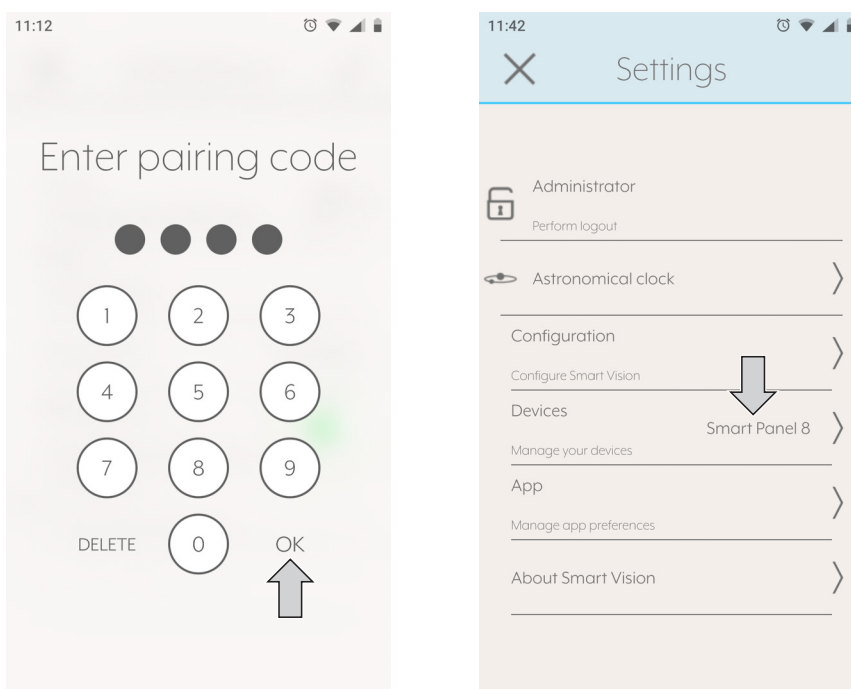 11:12
Enter pairing code
1 2 3
4 5 6
7 8 9
DELETE 0 OK
11:42
Settings
Administrator
Perform logout
Astronomical clock
Configuration
Configure Smart Vision
Devices
Smart Panel 8
Manage your devices
App
Manage app preferences
About Smart Vision